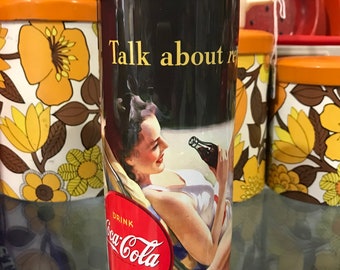 Talk about re
DRINK
Coca-Cola